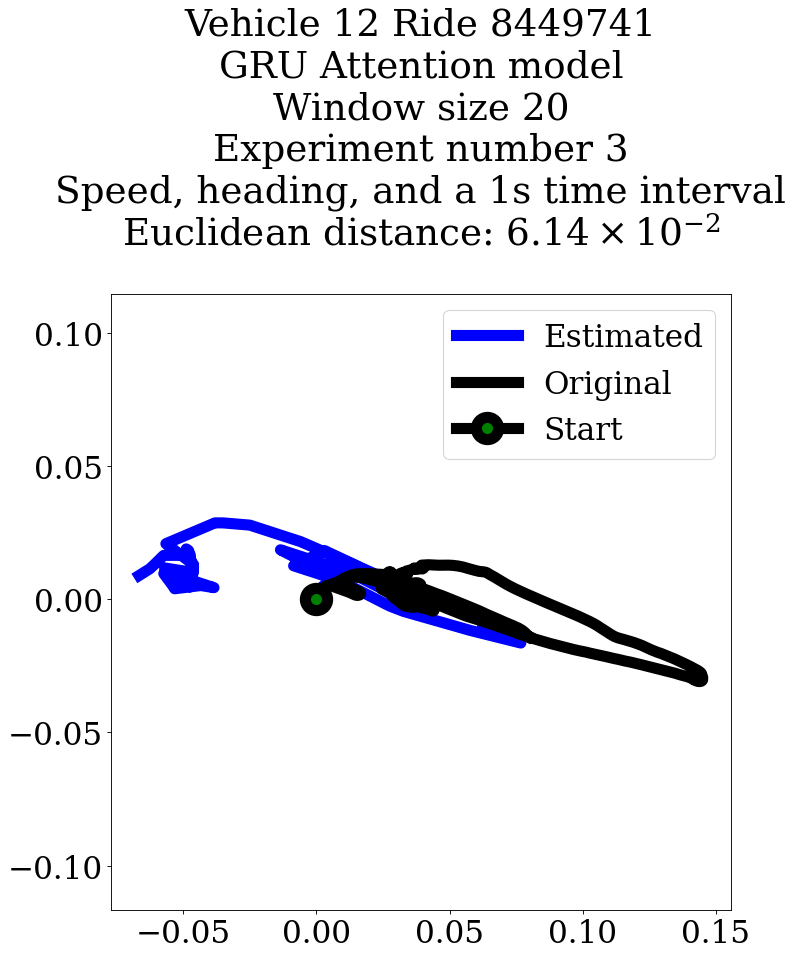 Vehicle 12 Ride 8449741
GRU Attention model
Window size 20
Experiment number 3
Speed, heading, and a 1s time interval
Euclidean distance: 6.14 × 10⁻²
Estimated
Original
Start
0.10
0.05
0.00
−0.05
−0.10
−0.05 0.00 0.05 0.10 0.15